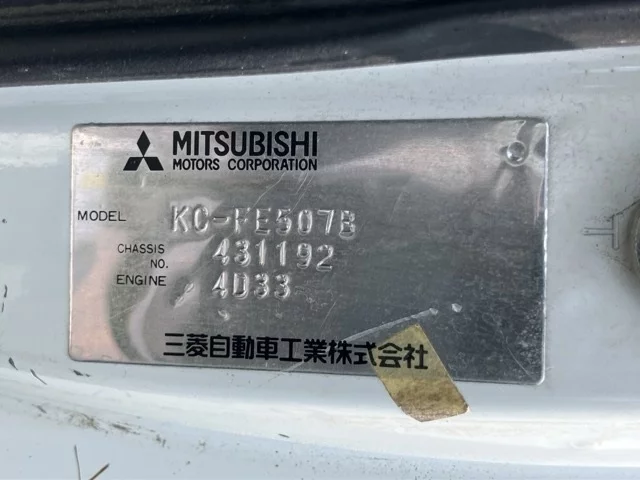 MITSUBISHI
MOTORS CORPORATION
MODEL KC-FE507B
CHASSIS NO. 431192
ENGINE 4D33
三菱自動車工業株式会社